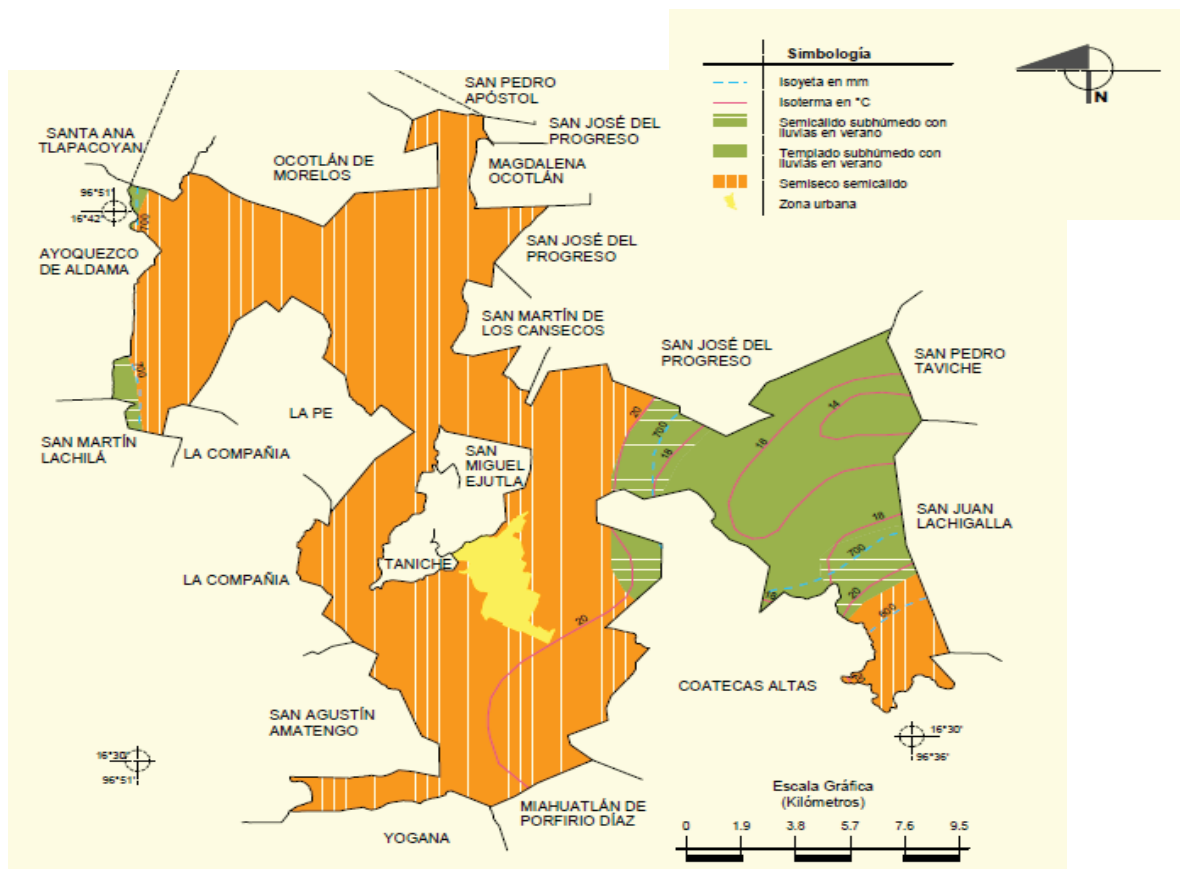 Simbología
Isoyeta en mm
Isoterma en °C
Semicálido subhúmedo con
lluvias en verano
Templado subhúmedo con
lluvias en verano
Semiseco semicálido
Zona urbana
N
SAN PEDRO
APÓSTOL
SAN JOSÉ DEL
PROGRESO
SANTA ANA
TLAPACOYAN
OCOTLÁN DE
MORELOS
MAGDALENA
OCOTLÁN
96°51'
16°42'
700
AYOQUEZCO
DE ALDAMA
SAN JOSÉ DEL
PROGRESO
SAN MARTÍN DE
LOS CANSECOS
SAN JOSÉ DEL
PROGRESO
SAN PEDRO
TAVICHE
700
LA PE
20
700
18
18
14
SAN MARTÍN
LACHILÁ
LA COMPAÑIA
SAN
MIGUEL
EJUTLA
SAN JUAN
LACHIGALLA
18
700
TANICHE
LA COMPAÑIA
20
600
20
COATECAS ALTAS
SAN AGUSTÍN
AMATENGO
16°30'
96°51'
16°30'
96°36'
Escala Gráfica
(Kilómetros)
0 1.9 3.8 5.7 7.6 9.5
MIAHUATLÁN DE
PORFIRIO DÍAZ
YOGANA